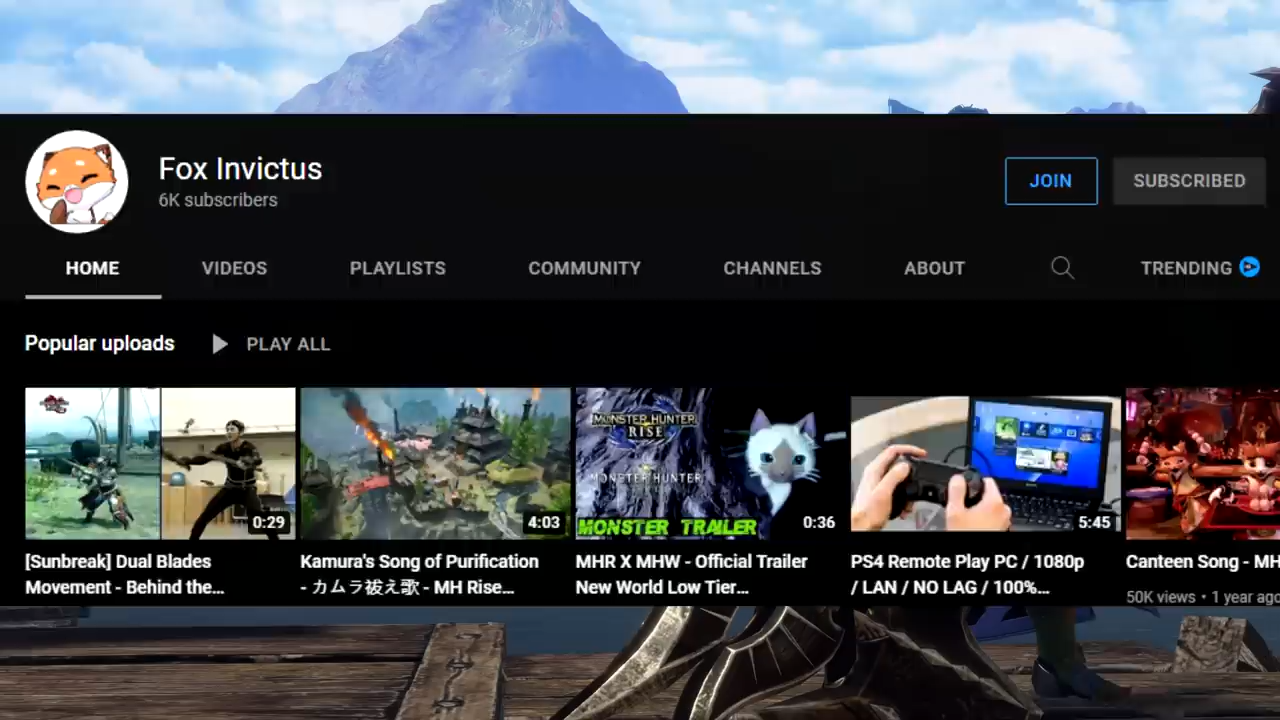 Fox Invictus
6K subscribers
JOIN
SUBSCRIBED
HOME
VIDEOS
PLAYLISTS
COMMUNITY
CHANNELS
ABOUT
TRENDING
Popular uploads
PLAY ALL
0:29
4:03
MONSTER HUNTER
RISE
MONSTER HUNTER
MONSTER TRAILER
0:36
5:45
[Sunbreak] Dual Blades
Movement - Behind the...
Kamura's Song of Purification
- カムラ祓え歌 - MH Rise...
MHR X MHW - Official Trailer
New World Low Tier...
PS4 Remote Play PC / 1080p
/ LAN / NO LAG / 100%...
Canteen Song - MH
50K views • 1 year ago